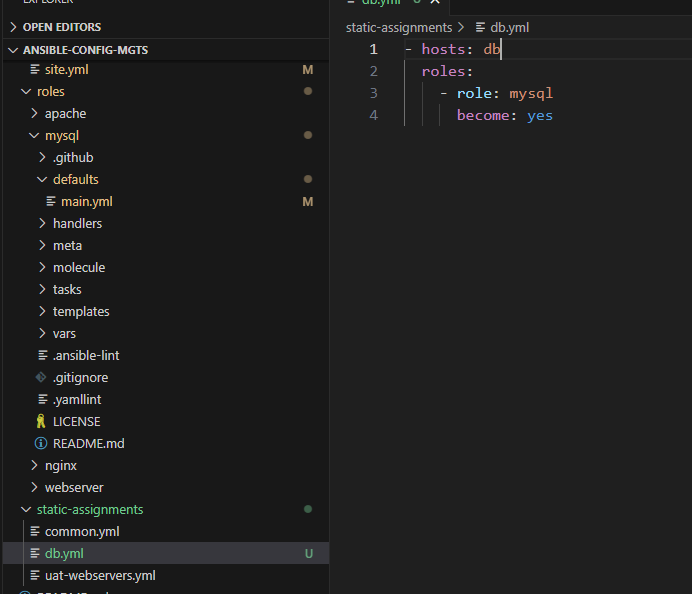 EXPLORER
OPEN EDITORS
ANSIBLE-CONFIG-MGTS
site.yml M
roles
apache
mysql
.github
defaults
main.yml M
handlers
meta
molecule
tasks
templates
vars
.ansible-lint
.gitignore
.yamllint
LICENSE
README.md
nginx
webserver
static-assignments
common.yml
db.yml U
uat-webservers.yml
db.yml U
static-assignments > db.yml
1 - hosts: db
2 roles:
3 - role: mysql
4 become: yes